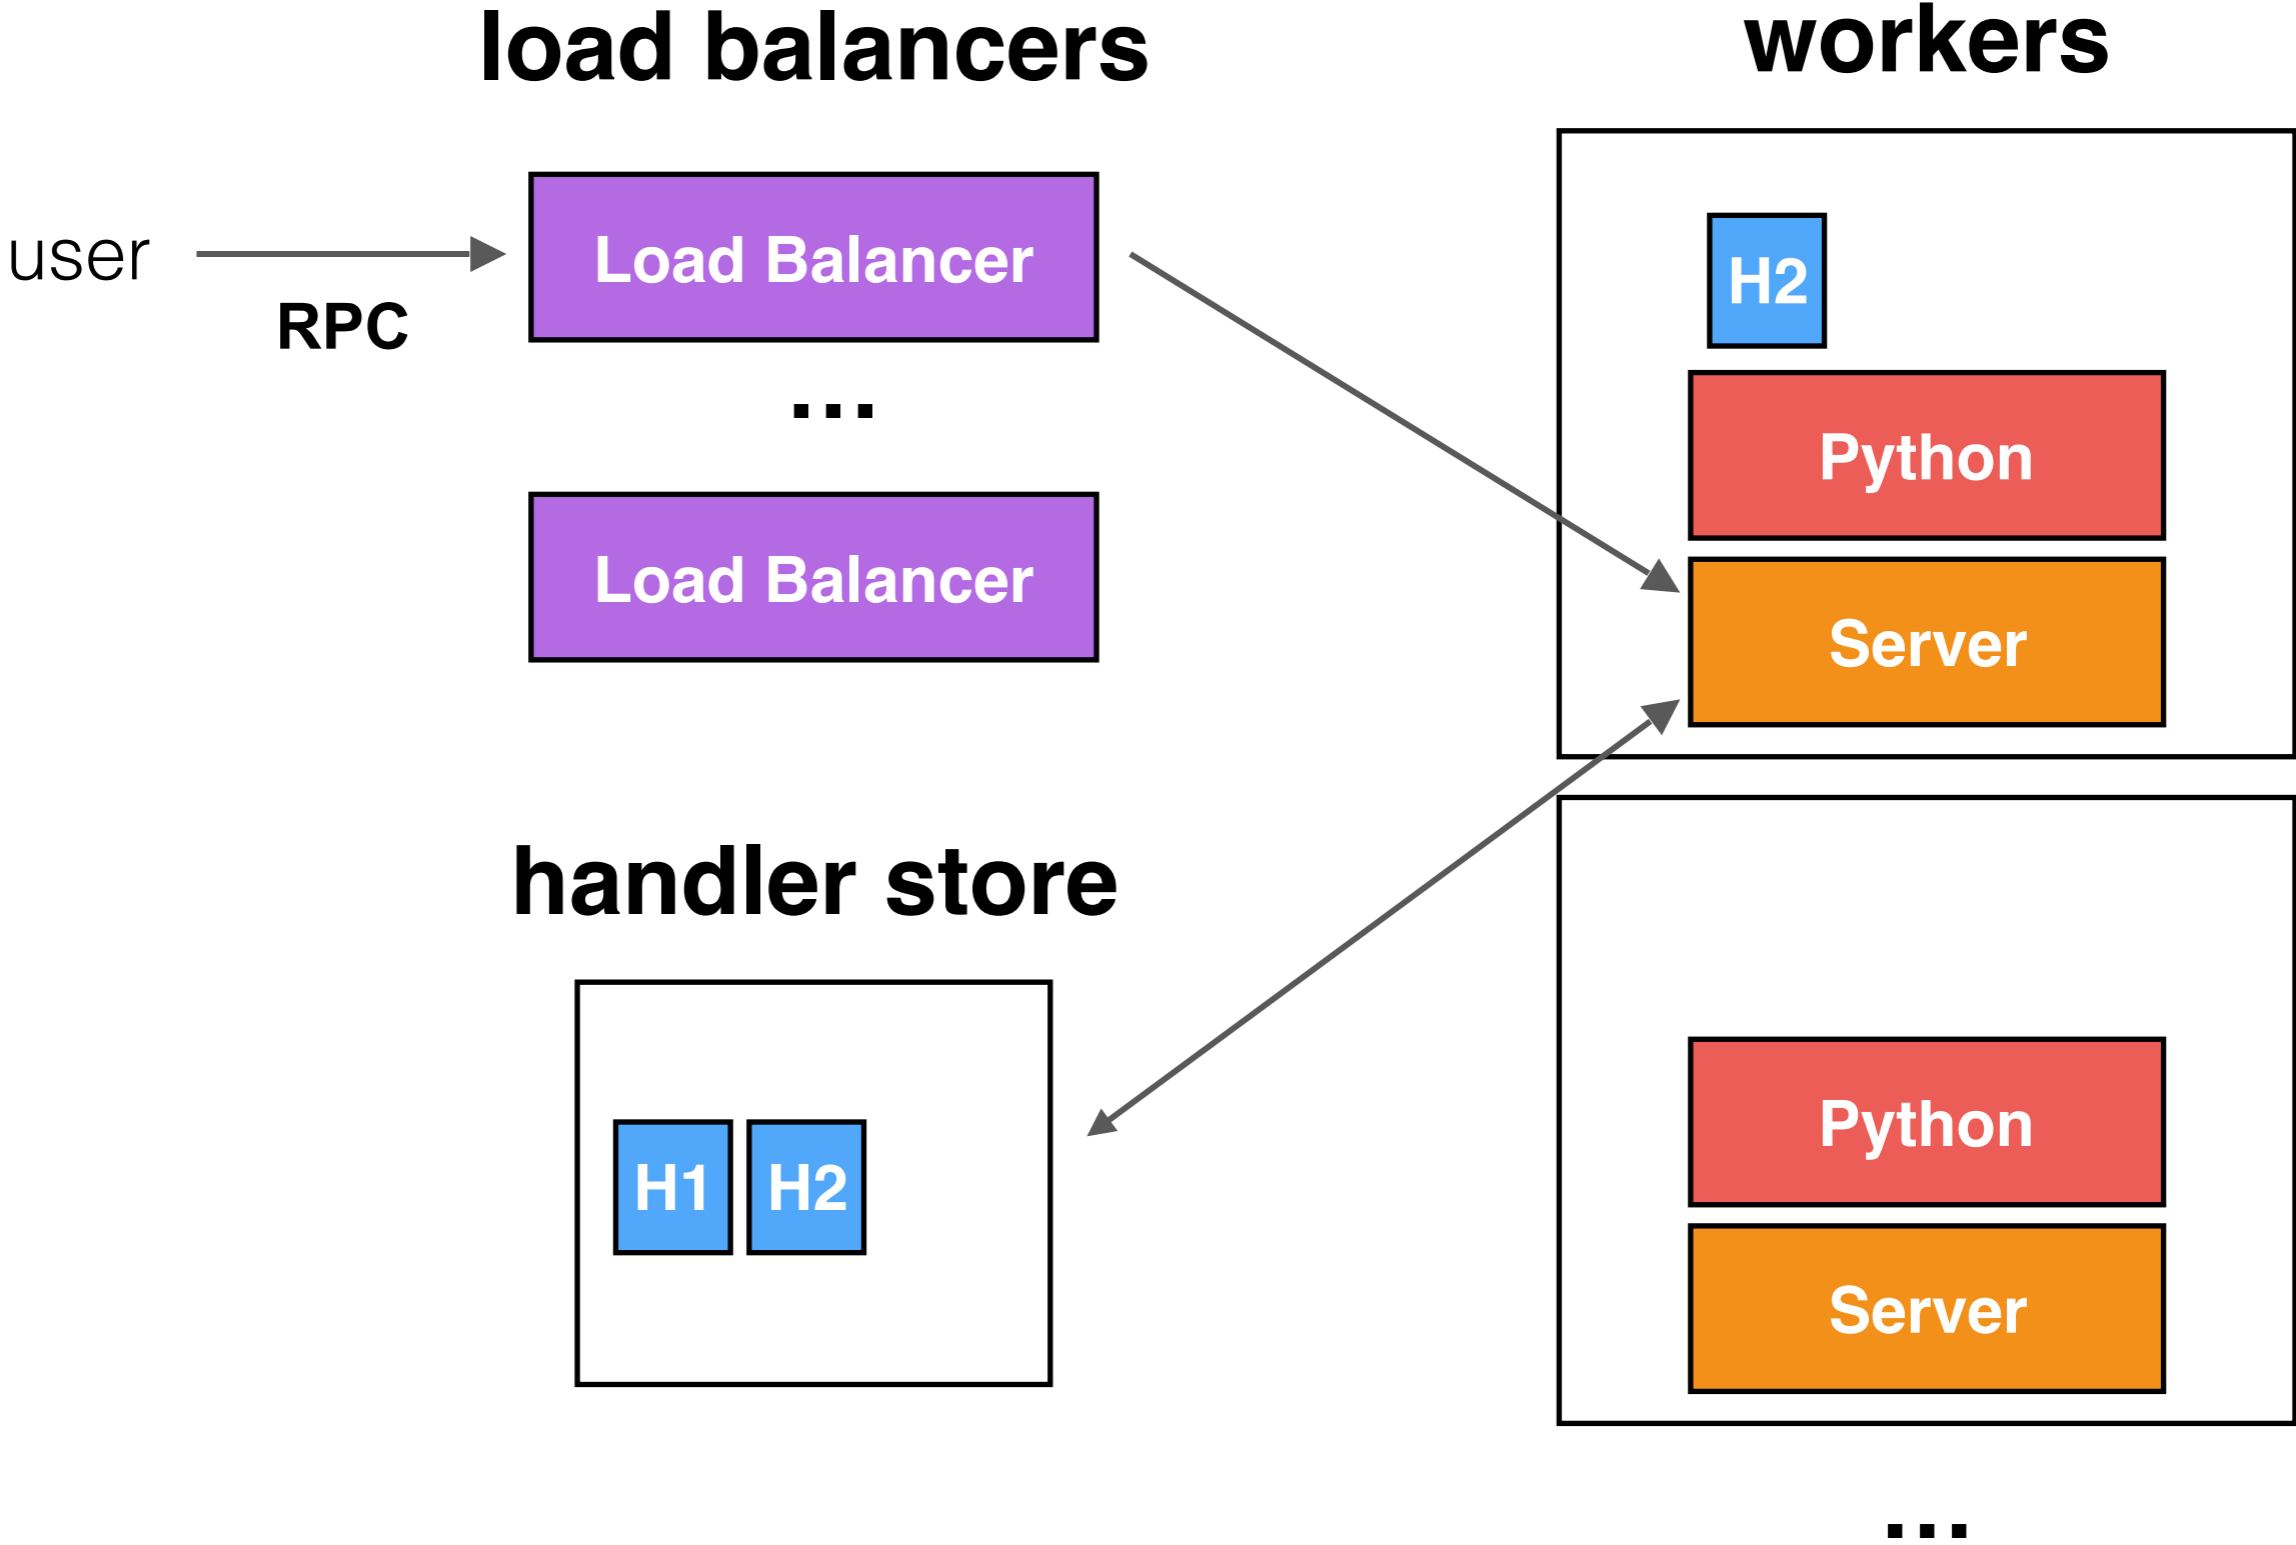 load balancers
workers
user
RPC
Load Balancer
...
Load Balancer
H2
Python
Server
handler store
H1 H2
Python
Server
...